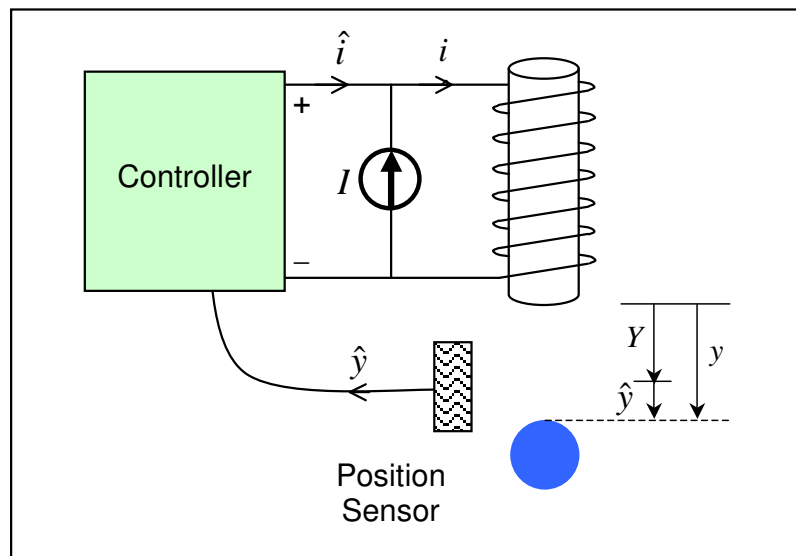 î i
+
Controller
I
–
Y
y
ŷ
ŷ
Position
Sensor